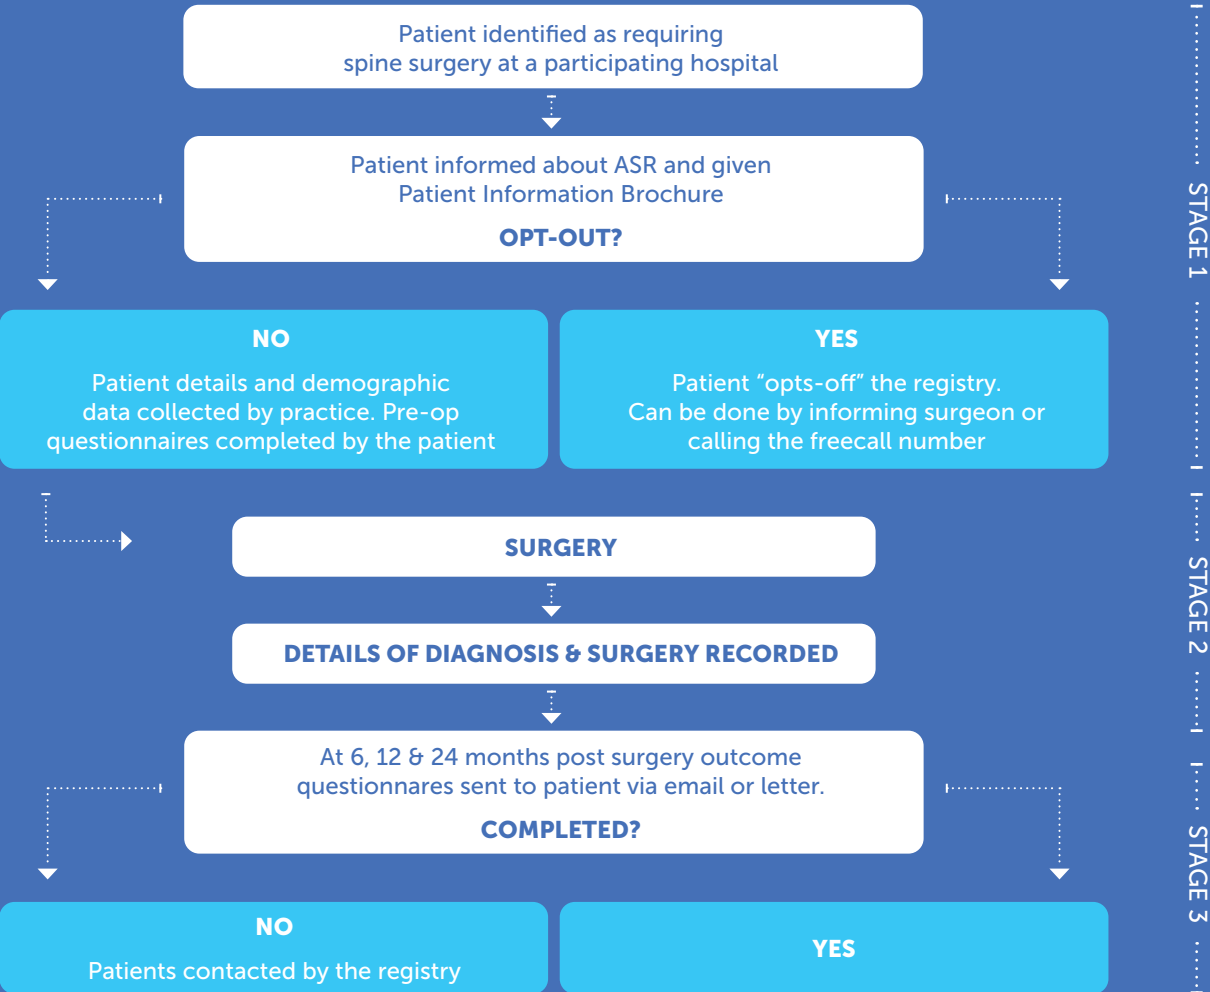 Patient identified as requiring
spine surgery at a participating hospital
Patient informed about ASR and given
Patient Information Brochure
OPT-OUT?
NO
Patient details and demographic
data collected by practice. Pre-op
questionnaires completed by the patient
YES
Patient “opts-off” the registry.
Can be done by informing surgeon or
calling the freecall number
STAGE 1
SURGERY
DETAILS OF DIAGNOSIS & SURGERY RECORDED
STAGE 2
At 6, 12 & 24 months post surgery outcome
questionnares sent to patient via email or letter.
COMPLETED?
NO
Patients contacted by the registry
YES
STAGE 3